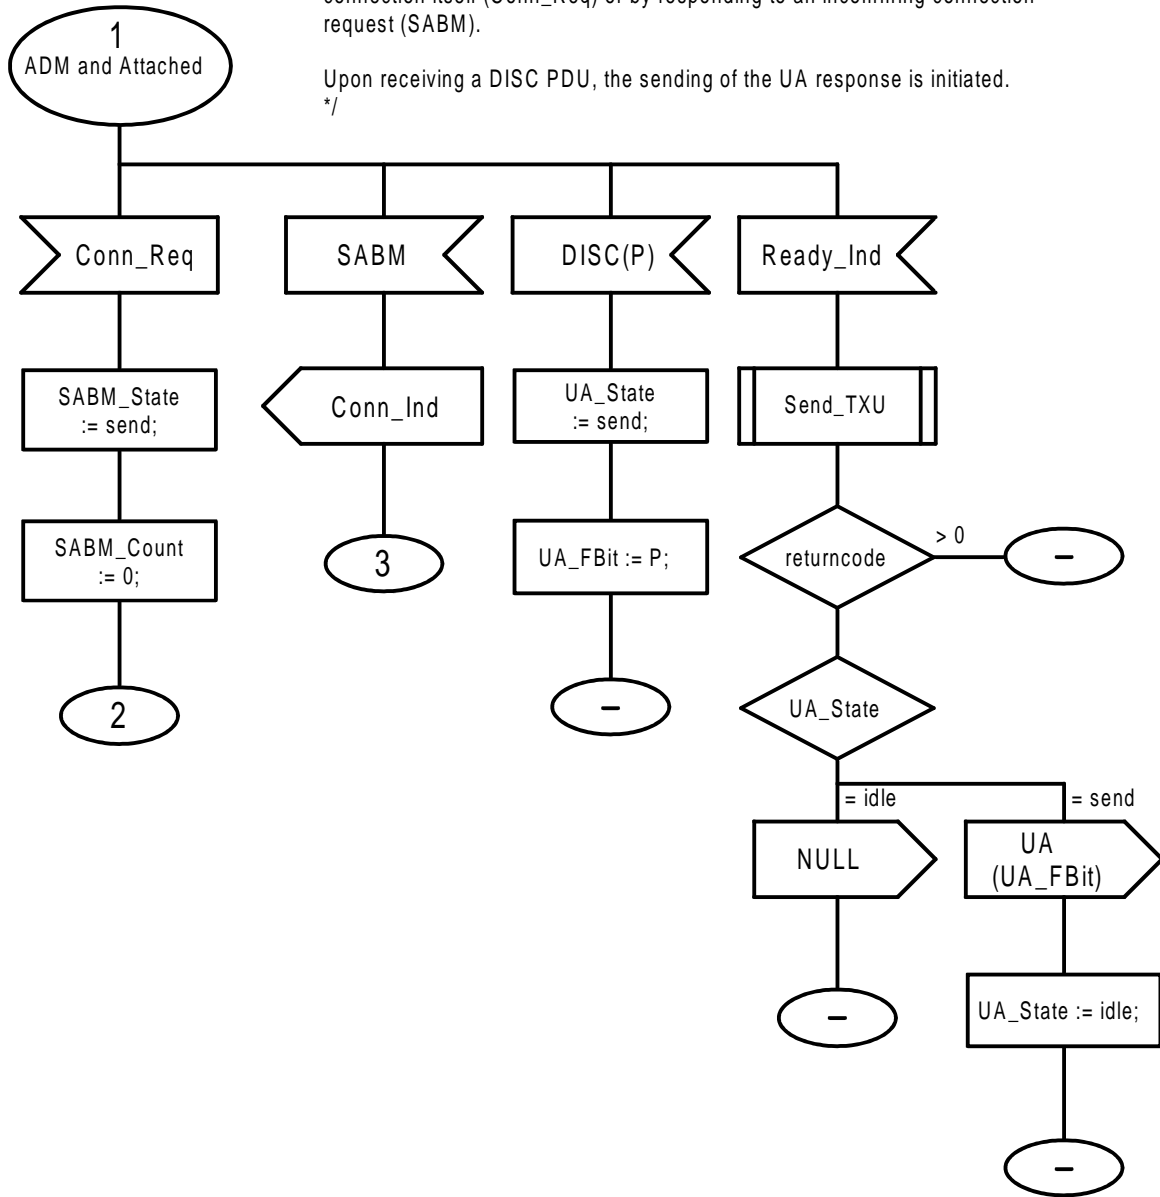 request (SABM).
Upon receiving a DISC PDU, the sending of the UA response is initiated.
*/
1
ADM and Attached
Conn_Req
SABM
DISC(P)
Ready_Ind
SABM_State
:= send;
Conn_Ind
UA_State
:= send;
Send_TXU
SABM_Count
:= 0;
3
UA_FBit := P;
returncode
> 0
–
2
–
UA_State
= idle
= send
NULL
UA
(UA_FBit)
–
UA_State := idle;
–